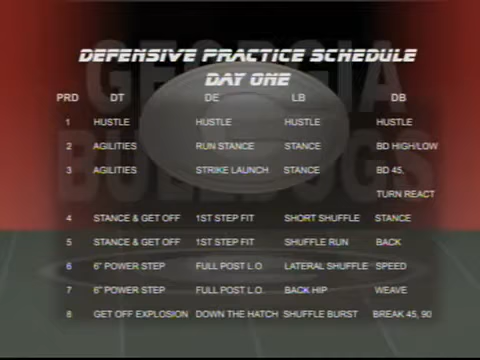 GEORGIA
BULLDOGS
DEFENSIVE PRACTICE SCHEDULE
DAY ONE
PRD DT DE LB DB
1 HUSTLE HUSTLE HUSTLE HUSTLE
2 AGILITIES RUN STANCE STANCE BD HIGH/LOW
3 AGILITIES STRIKE LAUNCH STANCE BD 45,
TURN REACT
4 STANCE & GET OFF 1ST STEP FIT SHORT SHUFFLE STANCE
5 STANCE & GET OFF 1ST STEP FIT SHUFFLE RUN BACK
6 6" POWER STEP FULL POST L.O. LATERAL SHUFFLE SPEED
7 6" POWER STEP FULL POST L.O. BACK HIP WEAVE
8 GET OFF EXPLOSION DOWN THE HATCH SHUFFLE BURST BREAK 45, 90